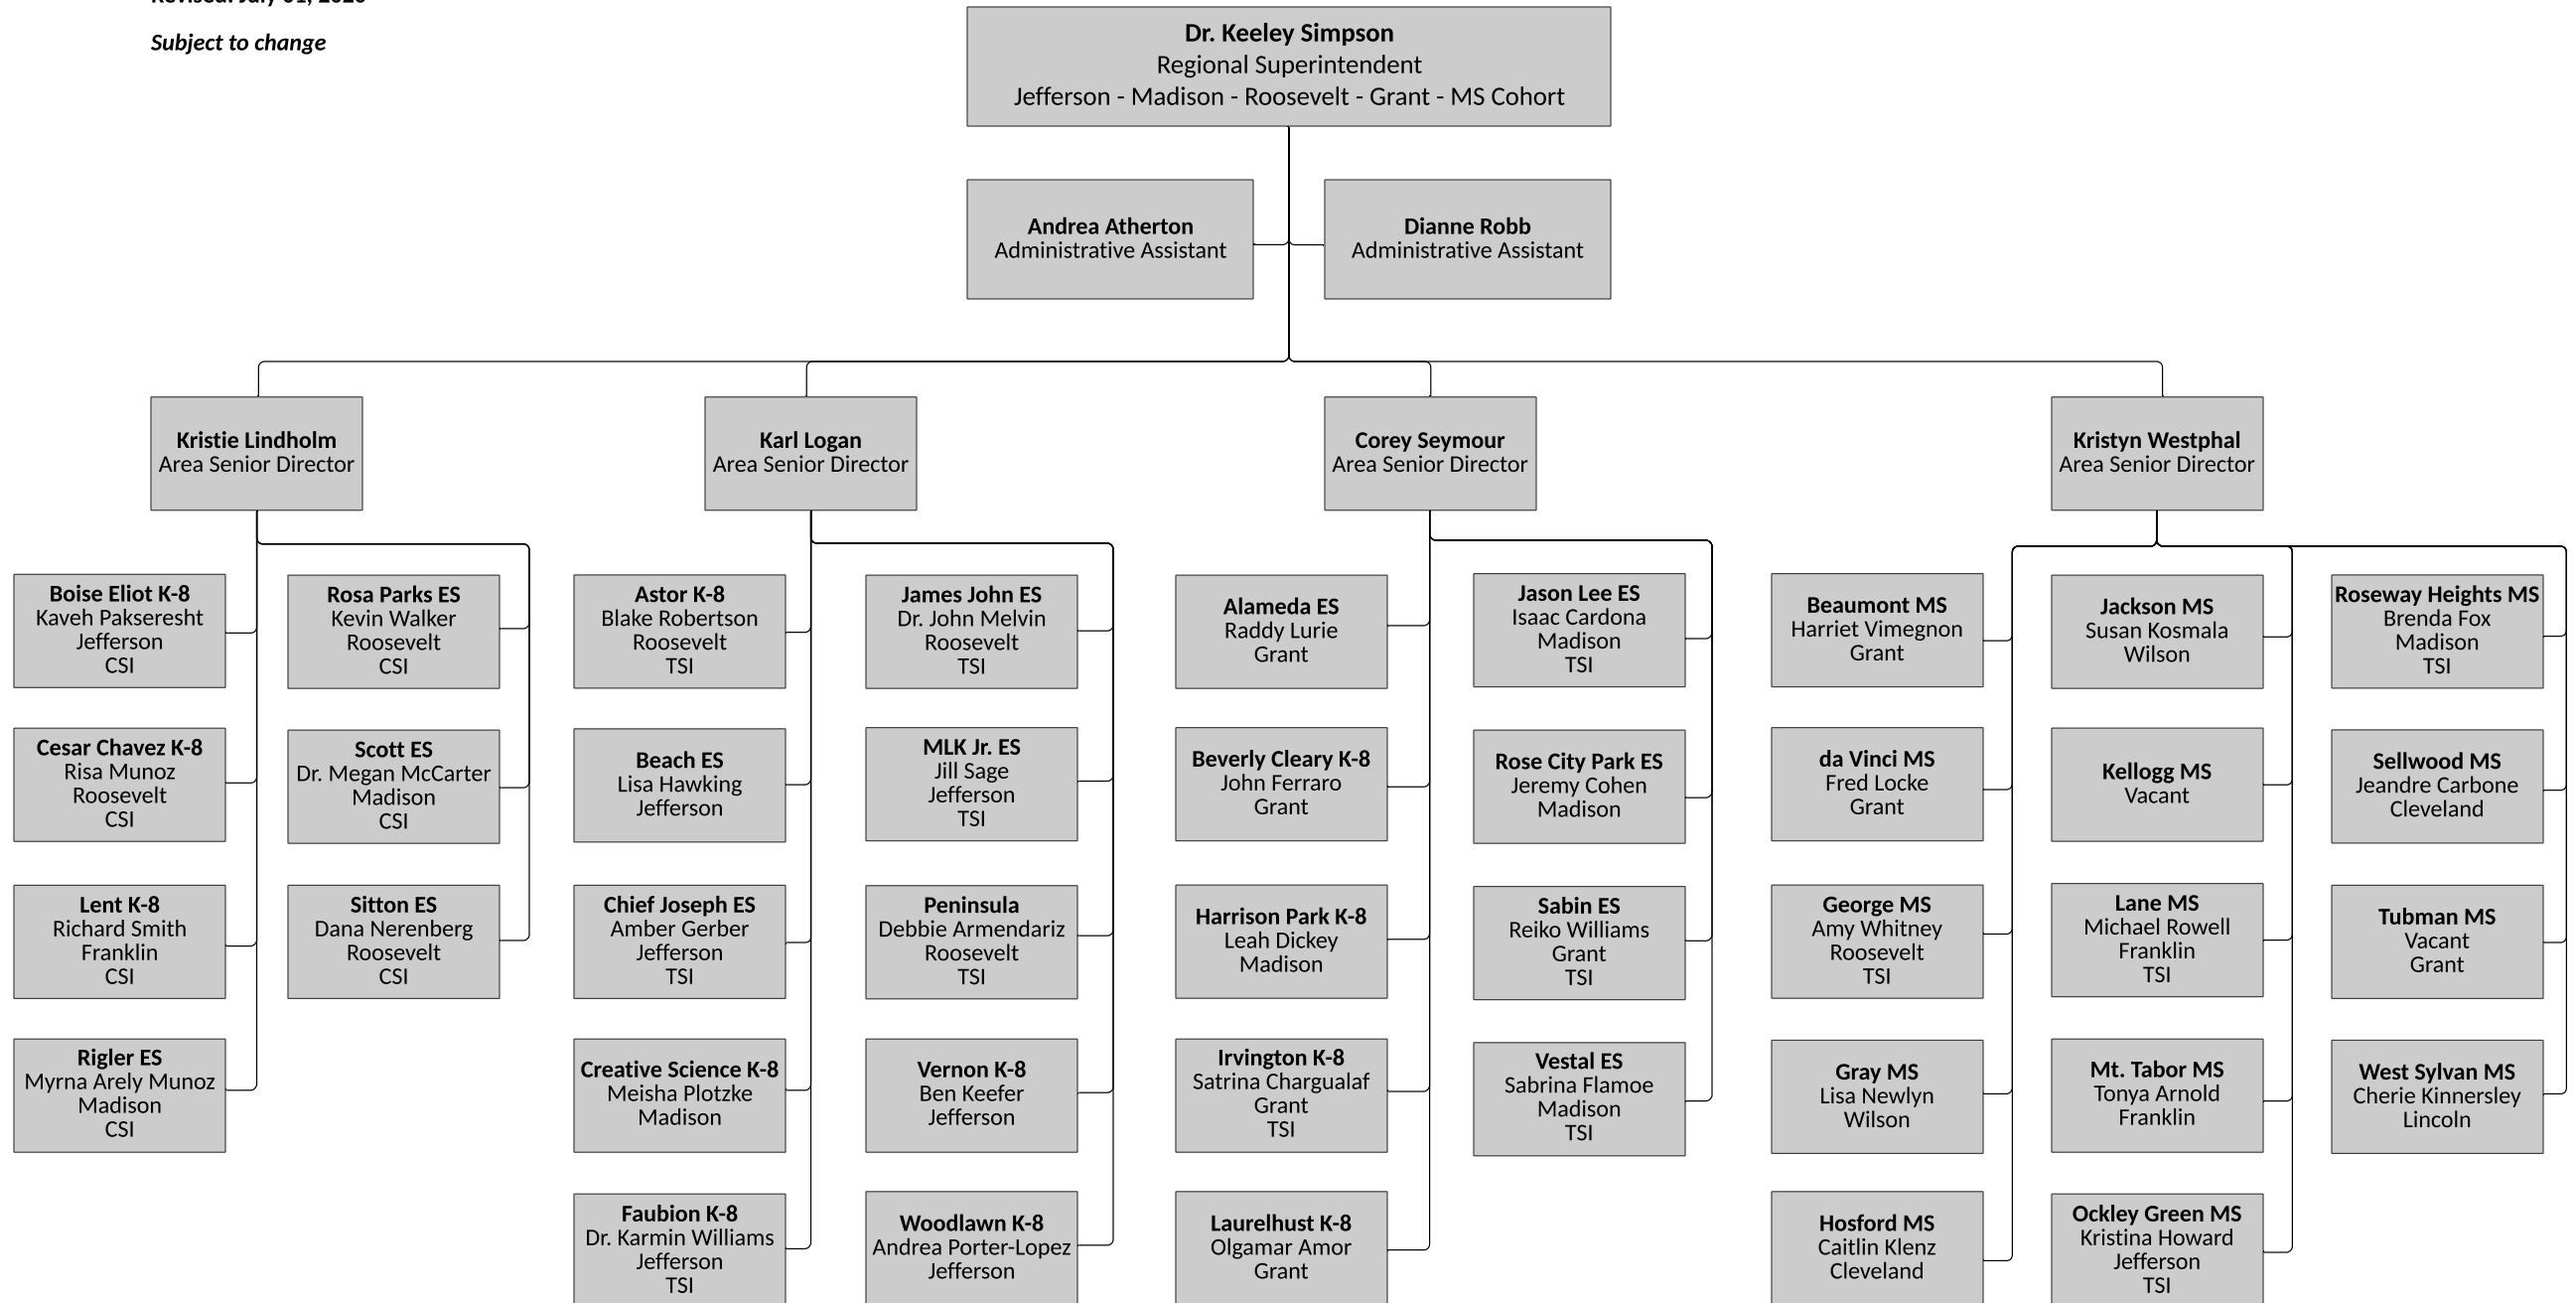 Revised: July 01, 2020
Subject to change
Dr. Keeley Simpson
Regional Superintendent
Jefferson - Madison - Roosevelt - Grant - MS Cohort
Andrea Atherton
Administrative Assistant
Dianne Robb
Administrative Assistant
Kristie Lindholm
Area Senior Director
Karl Logan
Area Senior Director
Corey Seymour
Area Senior Director
Kristyn Westphal
Area Senior Director
Boise Eliot K-8
Kaveh Pakseresht
Jefferson
CSI
Rosa Parks ES
Kevin Walker
Roosevelt
CSI
Astor K-8
Blake Robertson
Roosevelt
TSI
James John ES
Dr. John Melvin
Roosevelt
TSI
Alameda ES
Raddy Lurie
Grant
Jason Lee ES
Isaac Cardona
Madison
TSI
Beaumont MS
Harriet Vimegnon
Grant
Jackson MS
Susan Kosmala
Wilson
Roseway Heights MS
Brenda Fox
Madison
TSI
Cesar Chavez K-8
Risa Munoz
Roosevelt
CSI
Scott ES
Dr. Megan McCarter
Madison
CSI
Beach ES
Lisa Hawking
Jefferson
MLK Jr. ES
Jill Sage
Jefferson
TSI
Beverly Cleary K-8
John Ferraro
Grant
Rose City Park ES
Jeremy Cohen
Madison
da Vinci MS
Fred Locke
Grant
Kellogg MS
Vacant
Sellwood MS
Jeandre Carbone
Cleveland
Lent K-8
Richard Smith
Franklin
CSI
Sitton ES
Dana Nerenberg
Roosevelt
CSI
Chief Joseph ES
Amber Gerber
Jefferson
TSI
Peninsula
Debbie Armendariz
Roosevelt
TSI
Harrison Park K-8
Leah Dickey
Madison
Sabin ES
Reiko Williams
Grant
TSI
George MS
Amy Whitney
Roosevelt
TSI
Lane MS
Michael Rowell
Franklin
TSI
Tubman MS
Vacant
Grant
Rigler ES
Myrna Arely Munoz
Madison
CSI
Creative Science K-8
Meisha Plotzke
Madison
Vernon K-8
Ben Keefer
Jefferson
Irvington K-8
Satrina Chargualaf
Grant
TSI
Vestal ES
Sabrina Flamoe
Madison
TSI
Gray MS
Lisa Newlyn
Wilson
Mt. Tabor MS
Tonya Arnold
Franklin
West Sylvan MS
Cherie Kinnersley
Lincoln
Faubion K-8
Dr. Karmin Williams
Jefferson
TSI
Woodlawn K-8
Andrea Porter-Lopez
Jefferson
Laurelhust K-8
Olgamar Amor
Grant
Hosford MS
Caitlin Klenz
Cleveland
Ockley Green MS
Kristina Howard
Jefferson
TSI